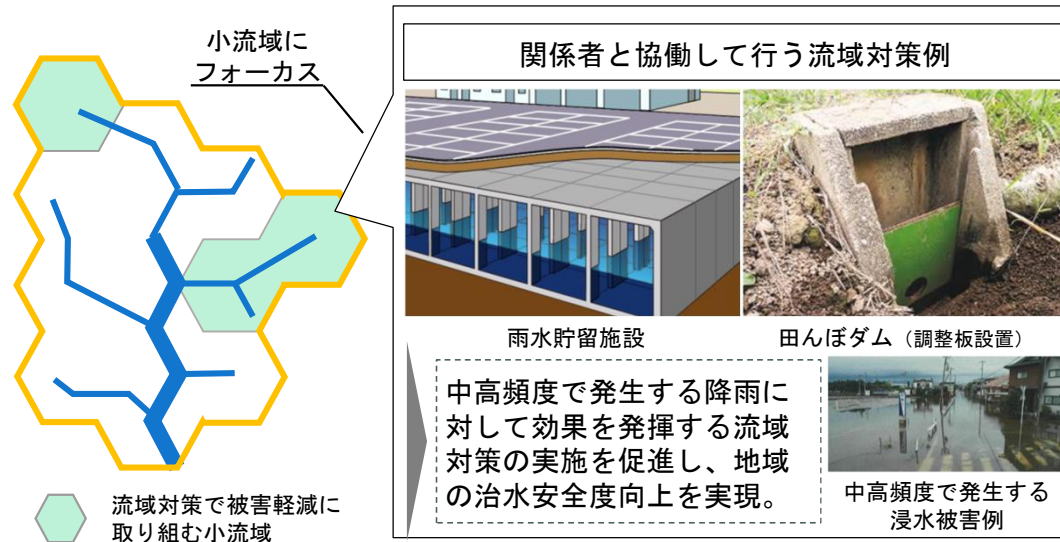 小流域に
フォーカス
関係者と協働して行う流域対策例
雨水貯留施設
田んぼダム（調整板設置）
中高頻度で発生する降雨に
対して効果を発揮する流域
対策の実施を促進し、地域
の治水安全度向上を実現。
中高頻度で発生する
浸水被害例
流域対策で被害軽減に
取り組む小流域